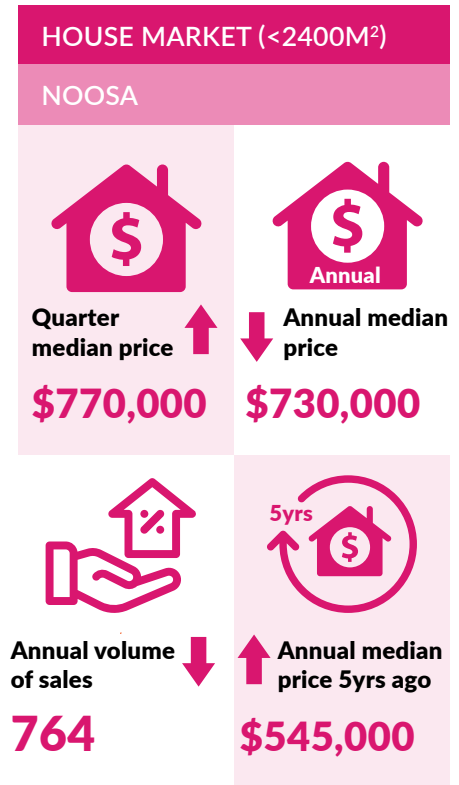 HOUSE MARKET (<2400M²)
NOOSA
$
Quarter
median price
$770,000
$
Annual
Annual median
price
$730,000
%
Annual volume
of sales
764
5yrs
$
Annual median
price 5yrs ago
$545,000